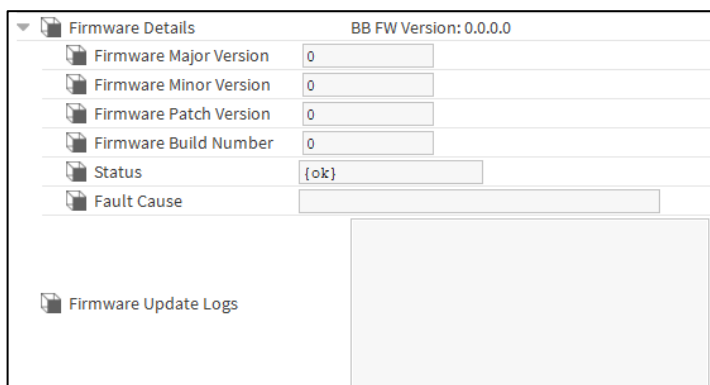 Firmware Details BB FW Version: 0.0.0.0
Firmware Major Version 0
Firmware Minor Version 0
Firmware Patch Version 0
Firmware Build Number 0
Status {ok}
Fault Cause
Firmware Update Logs